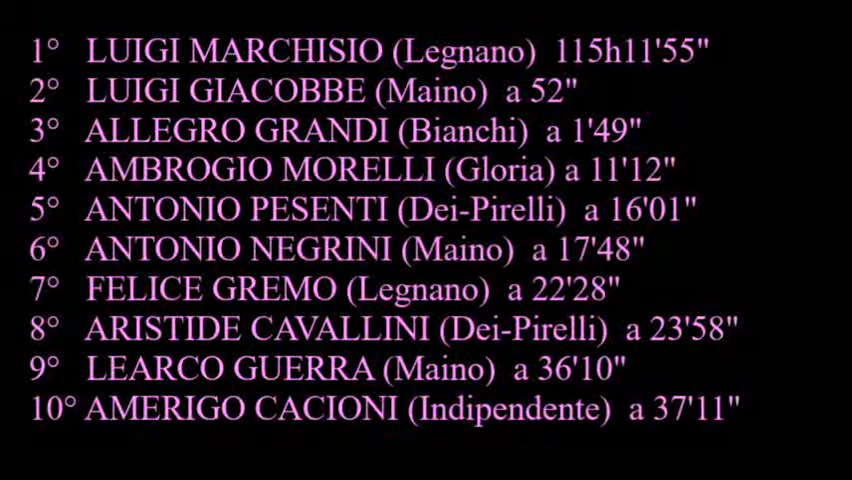 1° LUIGI MARCHISIO (Legnano) 115h11'55"
2° LUIGI GIACOBBE (Maino) a 52"
3° ALLEGRO GRANDI (Bianchi) a 1'49"
4° AMBROGIO MORELLI (Gloria) a 11'12"
5° ANTONIO PESENTI (Dei-Pirelli) a 16'01"
6° ANTONIO NEGRINI (Maino) a 17'48"
7° FELICE GREMO (Legnano) a 22'28"
8° ARISTIDE CAVALLINI (Dei-Pirelli) a 23'58"
9° LEARCO GUERRA (Maino) a 36'10"
10° AMERIGO CACIONI (Indipendente) a 37'11"